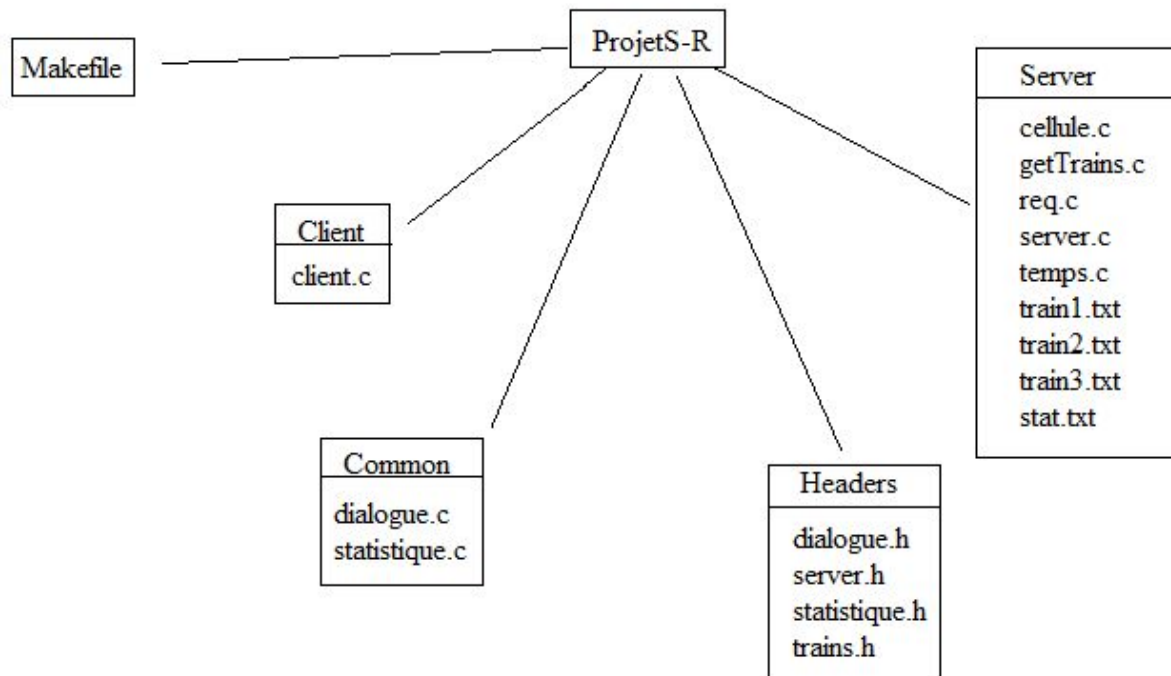 ProjetS-R
Makefile
Server
cellule.c
getTrains.c
req.c
server.c
temps.c
train1.txt
train2.txt
train3.txt
stat.txt
Client
client.c
Common
dialogue.c
statistique.c
Headers
dialogue.h
server.h
statistique.h
trains.h